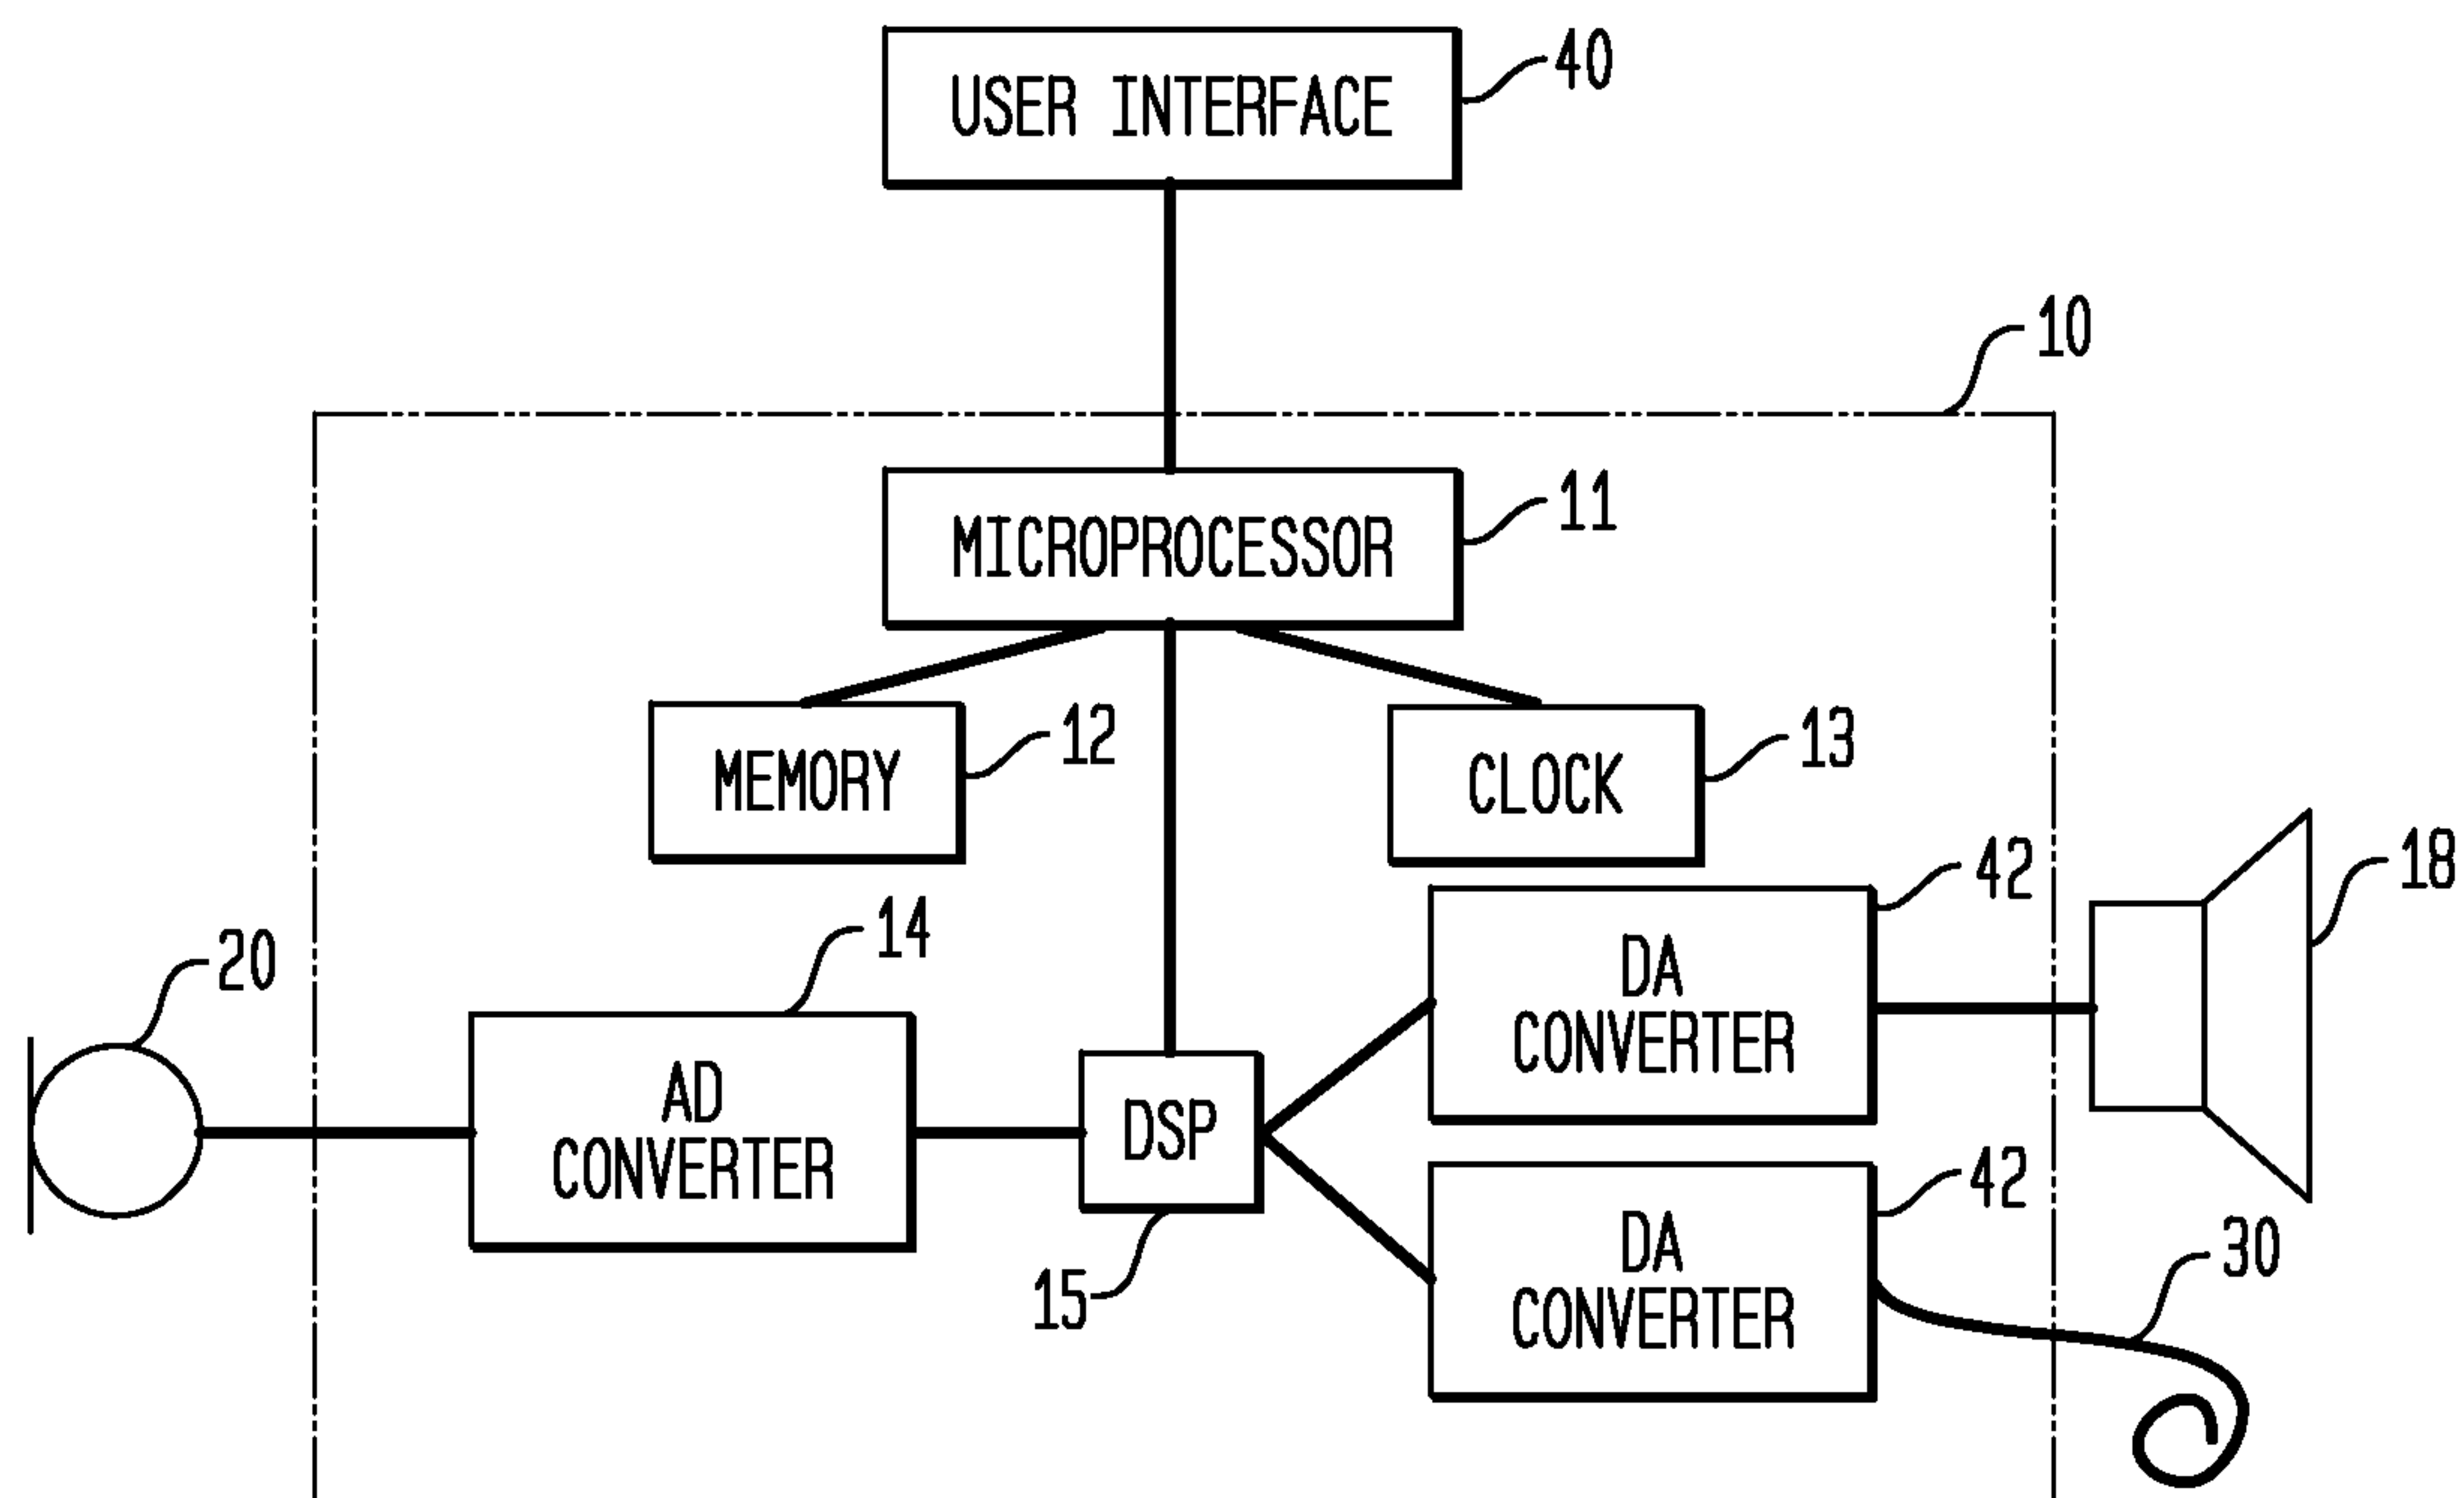 USER INTERFACE
40
10
MICROPROCESSOR
11
MEMORY
12
CLOCK
13
14
20
AD
CONVERTER
DSP
15
42
DA
CONVERTER
18
42
DA
CONVERTER
30